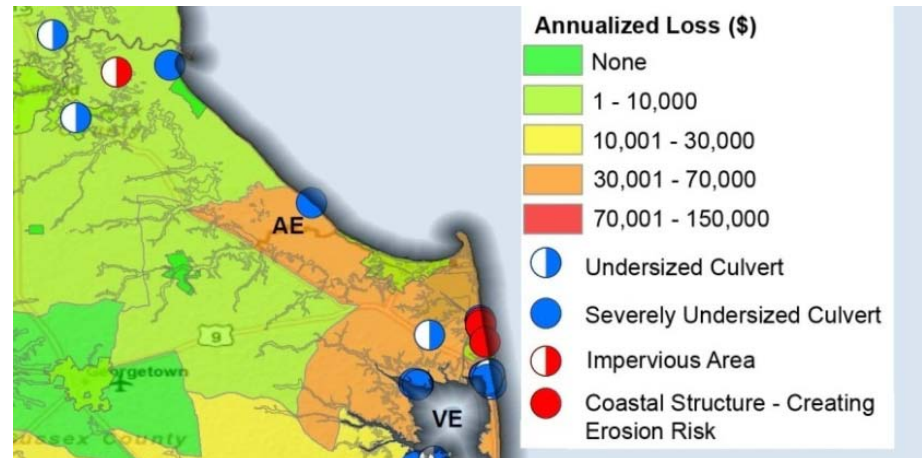 Annualized Loss ($)
None
1 - 10,000
10,001 - 30,000
30,001 - 70,000
70,001 - 150,000
Undersized Culvert
Severely Undersized Culvert
Impervious Area
Coastal Structure - Creating
Erosion Risk
AE
9
orgetown
VE
ussex County